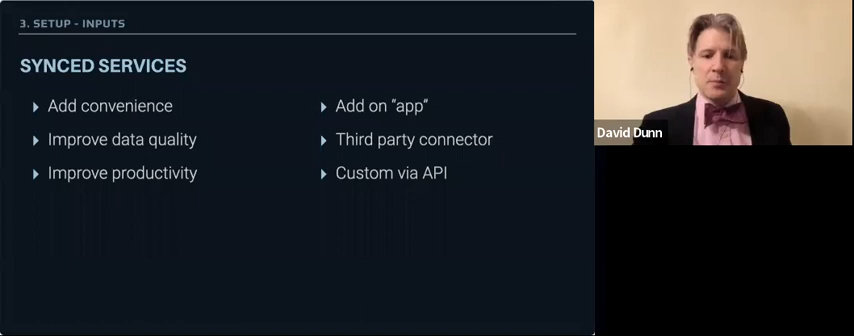 3. SETUP - INPUTS
SYNCED SERVICES
Add convenience
Improve data quality
Improve productivity
Add on "app"
Third party connector
Custom via API
David Dunn